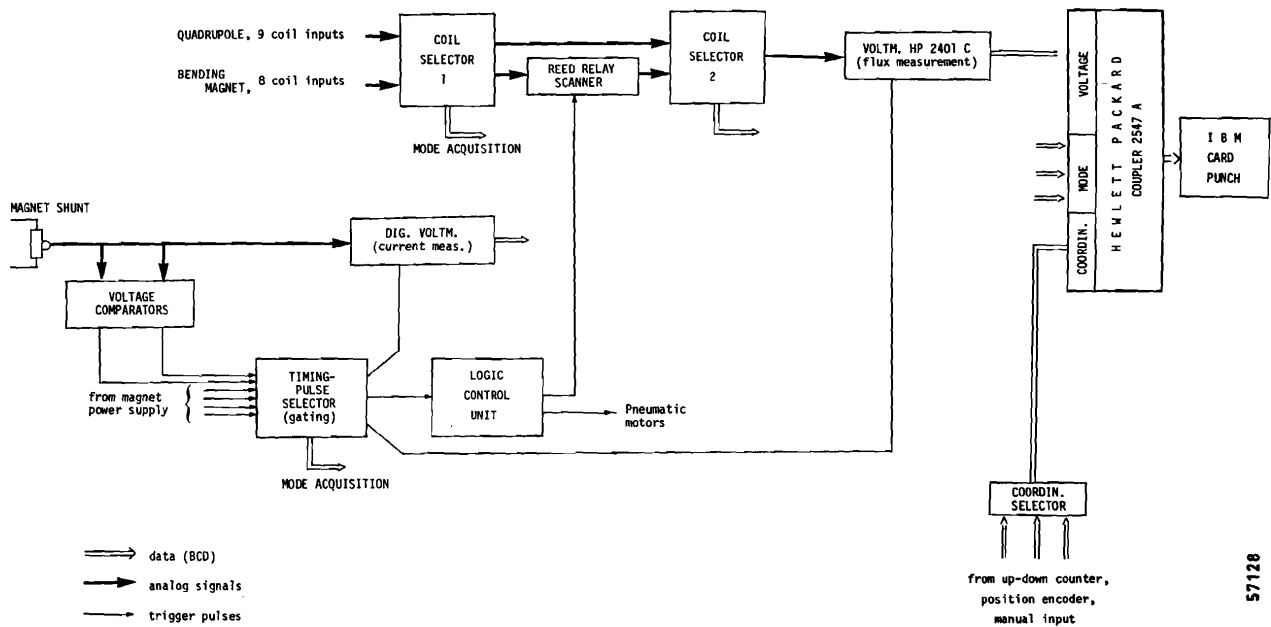 QUADRUPOLE, 9 coil inputs
BENDING
MAGNET, 8 coil inputs
COIL
SELECTOR
1
REED RELAY
SCANNER
COIL
SELECTOR
2
VOLTM. HP 2401 C
(flux measurement)
VOLTAGE
MODE
COORDIN.
HEWLETT PACKARD
COUPLER 2547 A
I B M
CARD
PUNCH
MODE ACQUISITION
MAGNET SHUNT
DIG. VOLTM.
(current meas.)
VOLTAGE
COMPARATORS
from magnet
power supply
TIMING-
PULSE
SELECTOR
(gating)
LOGIC
CONTROL
UNIT
Pneumatic
motors
MODE ACQUISITION
COORDIN.
SELECTOR
from up-down counter,
position encoder,
manual input
data (BCD)
analog signals
trigger pulses
57128